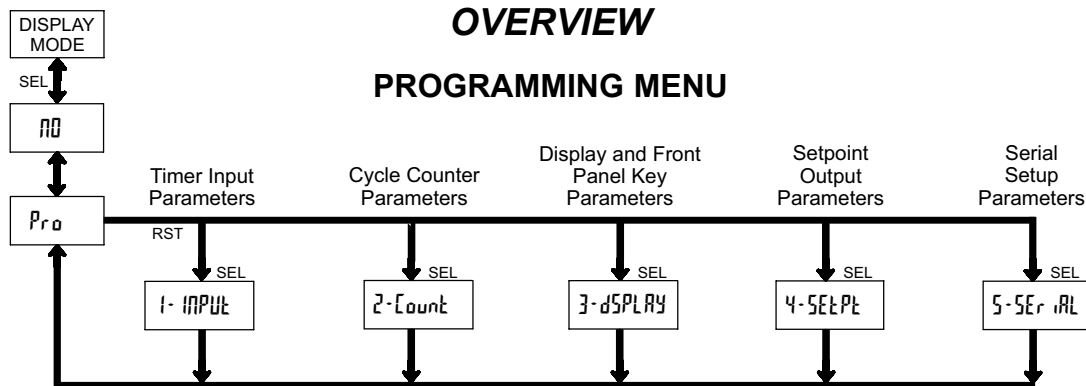 OVERVIEW
PROGRAMMING MENU
DISPLAY
MODE
SEL
NO
Pro
RST
Timer Input
Parameters
Cycle Counter
Parameters
Display and Front
Panel Key
Parameters
Setpoint
Output
Parameters
Serial
Setup
Parameters
SEL
1-INPUt
SEL
2-Count
SEL
3-dSPLAY
SEL
4-SEtPt
SEL
5-SErIAL